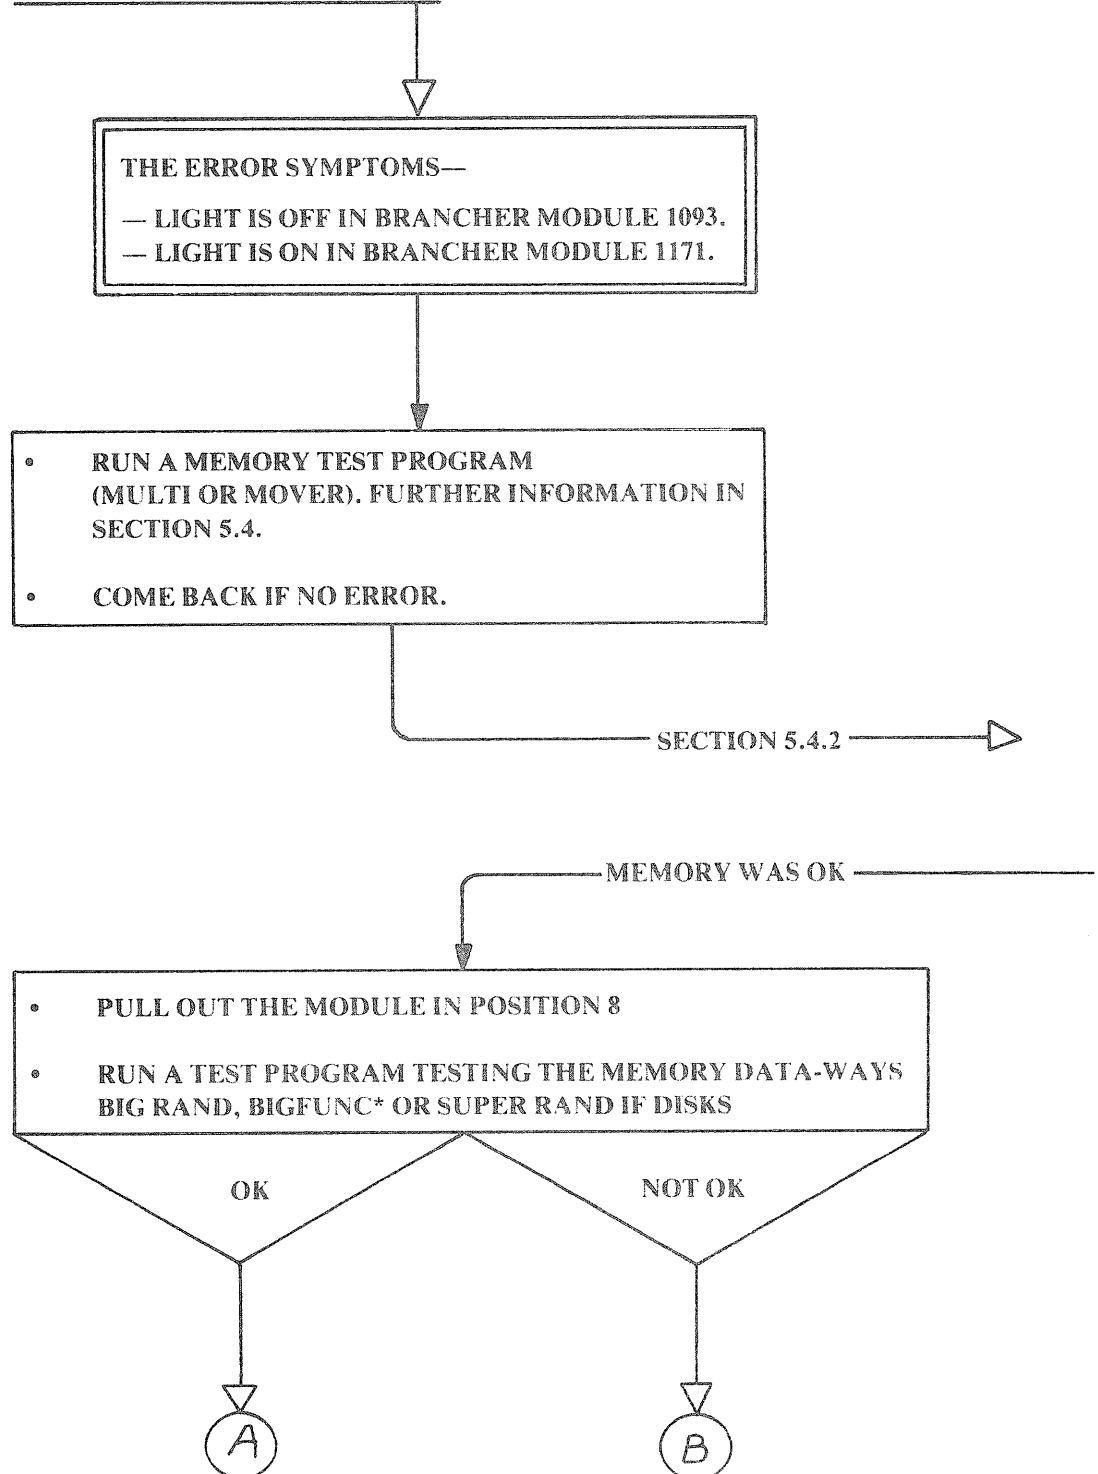 THE ERROR SYMPTOMS—
— LIGHT IS OFF IN BRANCHER MODULE 1093.
— LIGHT IS ON IN BRANCHER MODULE 1171.
• RUN A MEMORY TEST PROGRAM
(MULTI OR MOVER). FURTHER INFORMATION IN
SECTION 5.4.
• COME BACK IF NO ERROR.
SECTION 5.4.2
MEMORY WAS OK
• PULL OUT THE MODULE IN POSITION 8
• RUN A TEST PROGRAM TESTING THE MEMORY DATA-WAYS
BIG RAND, BIGFUNC* OR SUPER RAND IF DISKS
OK
NOT OK
A
B